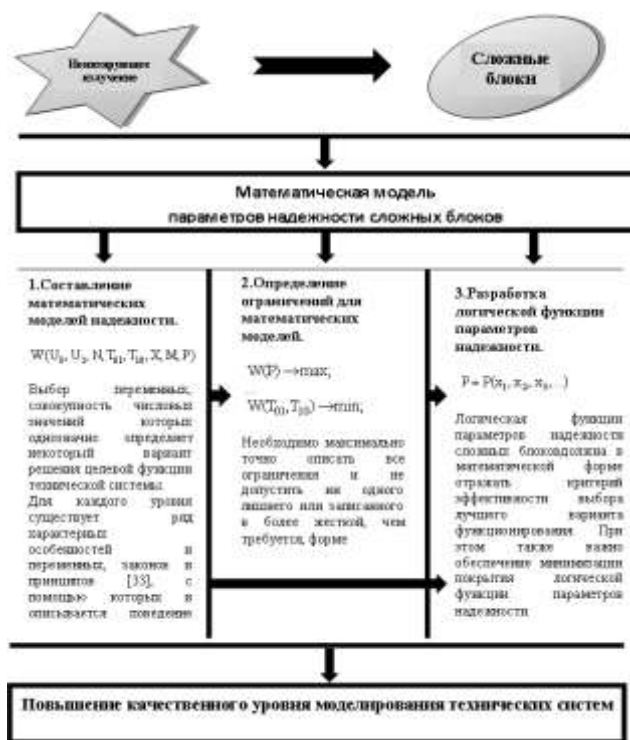 Ионизирующее
излучение
Сложные
блоки
Математическая модель
параметров надежности сложных блоков
1.Составление
математических
моделей надежности.
W(U₀, U₁, N, T₀₁, T₁₀, X, M, P)
Выбор переменных,
совокупность числовых
значений которых
однозначно определяет
некоторый вариант
решения целевой функции
технической системы
Для каждого уровня
существует ряд
характерных
особенностей и
переменных, законов и
принципов [33], с
помощью которых и
описывается поведение
2.Определение
ограничений для
математических
моделей.
W(P) →max;
...
W(T₀₁,T₁₀) →min;
Необходимо максимально
точно описать все
ограничения и не
допустить ни одного
лишнего или записанного
в более жесткой, чем
требуется, форме
3.Разработка
логической функции
параметров
надежности.
P = P(x₁, x₂, x₃, ...)
Логическая функции
параметров надежности
сложных блоковдолжна в
математической форме
отражать критерий
эффективности выбора
лучшего варианта
функционирования При
этом также важно
обеспечение минимизации
покрытия логической
функции параметров
надежности
Повышение качественного уровня моделирования технических систем